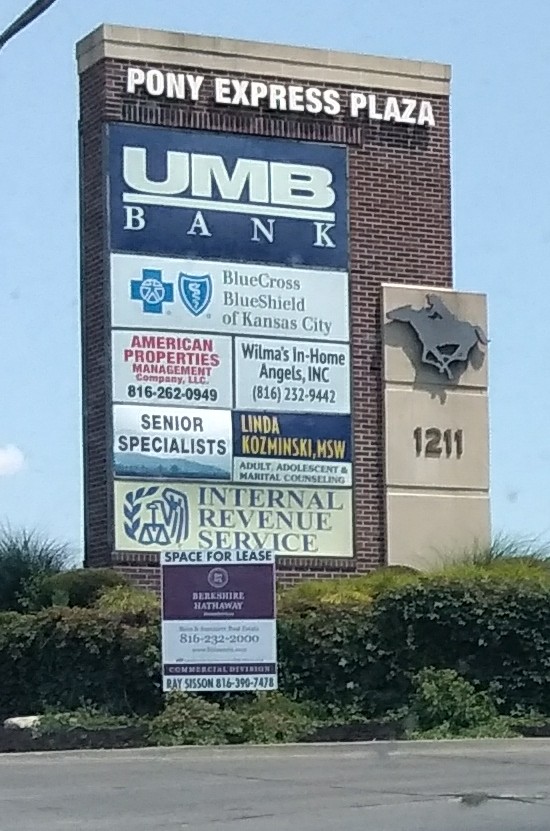 PONY EXPRESS PLAZA
UMB
BANK
BlueCross
BlueShield
of Kansas City
AMERICAN
PROPERTIES
MANAGEMENT
Company, LLC.
816-262-0949
Wilma's In-Home
Angels, INC
(816) 232-9442
SENIOR
SPECIALISTS
LINDA
KOZMINSKI, MSW
ADULT, ADOLESCENT &
MARITAL COUNSELING
INTERNAL
REVENUE
SERVICE
1211
SPACE FOR LEASE
BERKSHIRE
HATHAWAY
816-232-2000
COMMERCIAL DIVISION
RAY SISSON 816-390-7478